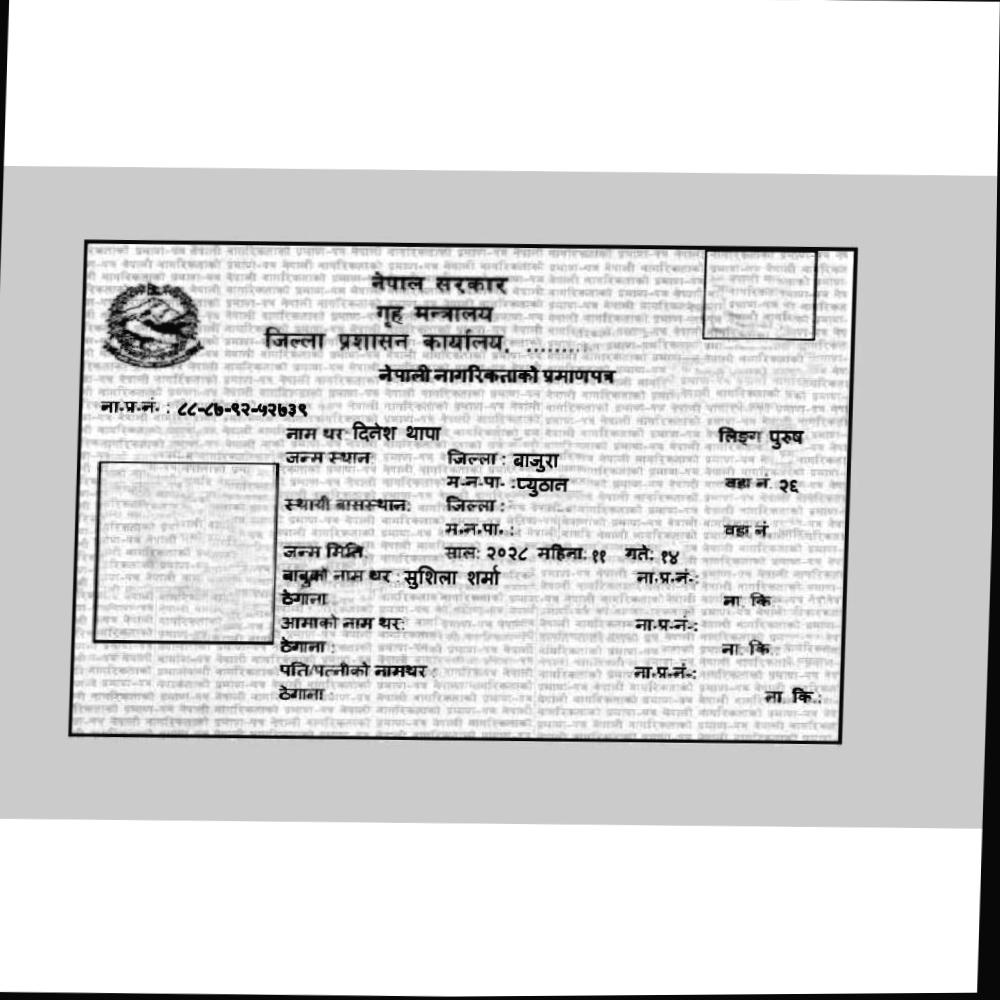 नेपाल सरकार
गृह मन्त्रालय
जिल्ला प्रशासन कार्यालय, .........
नेपाली नागरिकताको प्रमाणपत्र
ना.प्र.नं. : ८८-८७-९२-५२७३९
नाम थर: दिनेश थापा लिङ्ग पुरुष
जन्म स्थान: जिल्ला : बाजुरा
म.न.पा. : प्युठान वडा नं. २६
स्थायी बासस्थान: जिल्ला :
म.न.पा. : वडा नं.
जन्म मिति: साल: २०२८ महिना: ११ गते: १४
बाबुको नाम थर : सुशिला शर्मा ना.प्र.नं.:
ठेगाना ना. कि.
आमाको नाम थर: ना.प्र.नं.:
ठेगाना : ना. कि.:
पति/पत्नीको नामथर : ना.प्र.नं.:
ठेगाना ना. कि.: